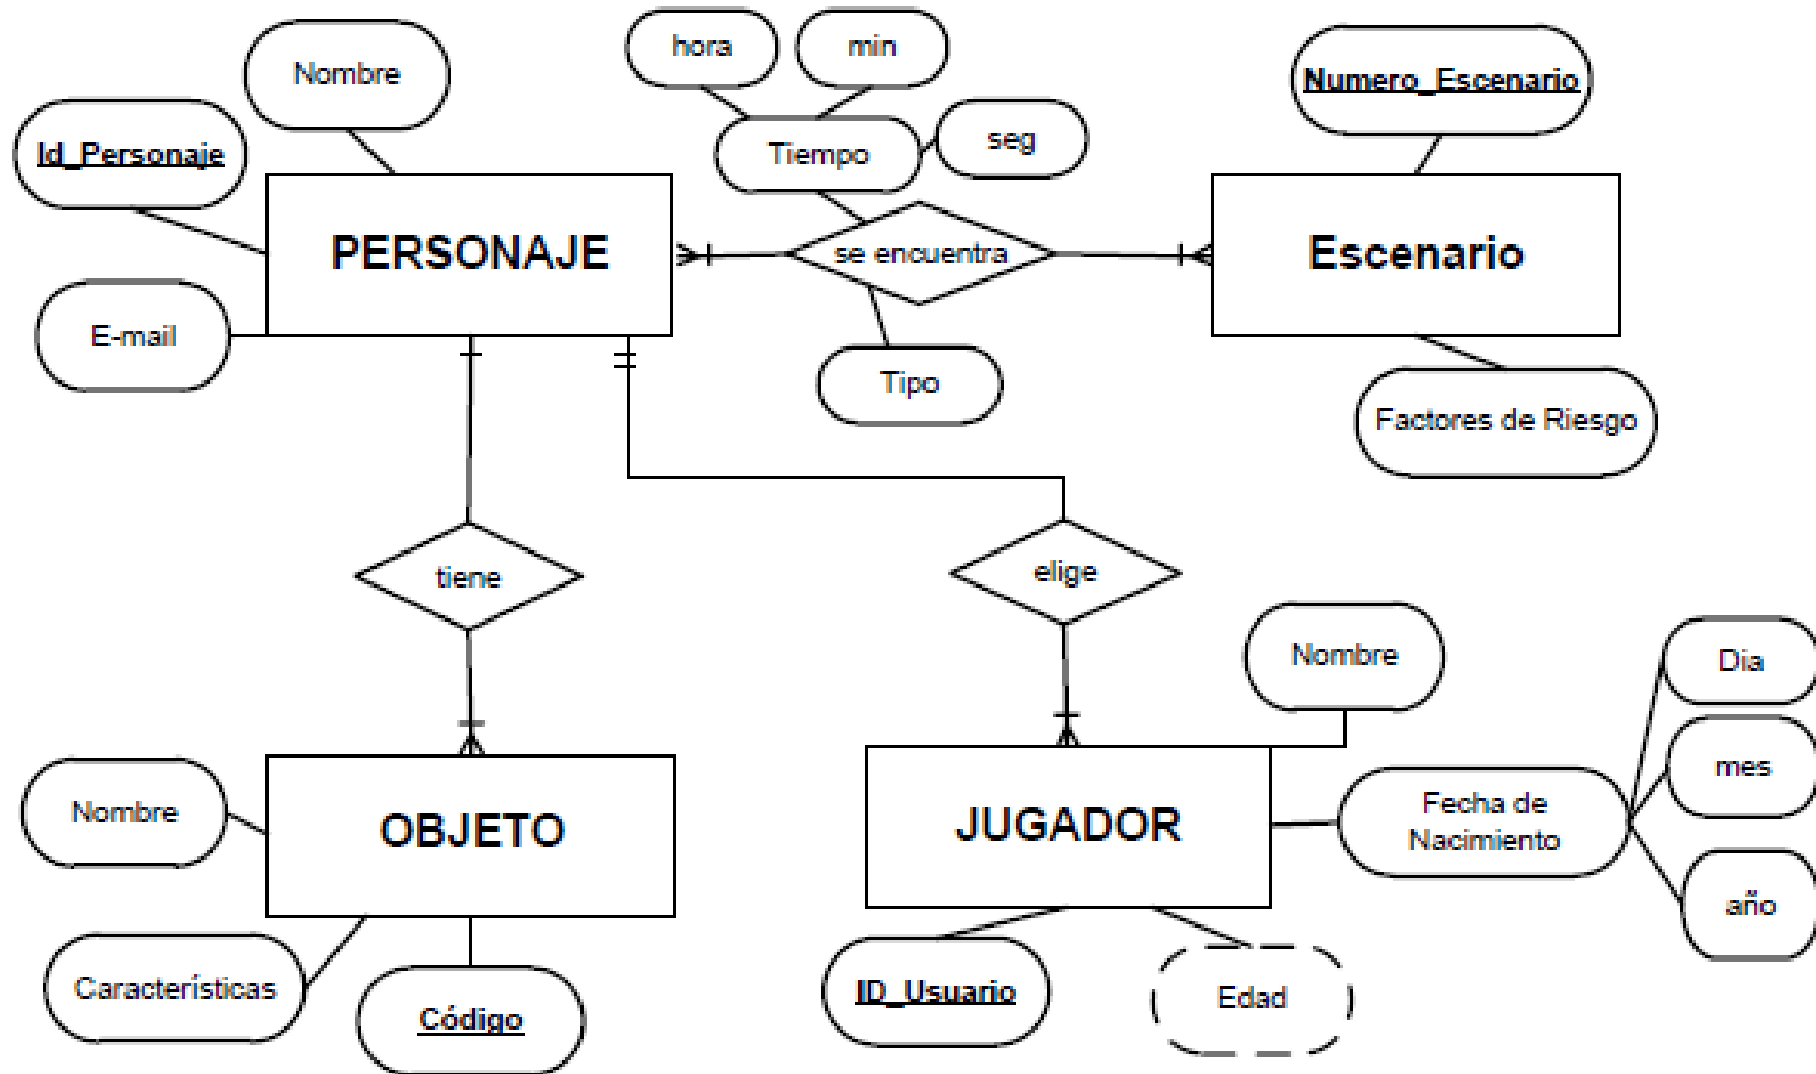 hora
min
Nombre
Numero_Escenario
Id_Personaje
Tiempo
seg
PERSONAJE
se encuentra
Escenario
E-mail
Tipo
Factores de Riesgo
tiene
elige
Nombre
Dia
mes
Nombre
OBJETO
JUGADOR
Fecha de
Nacimiento
año
Características
Código
ID_Usuario
Edad